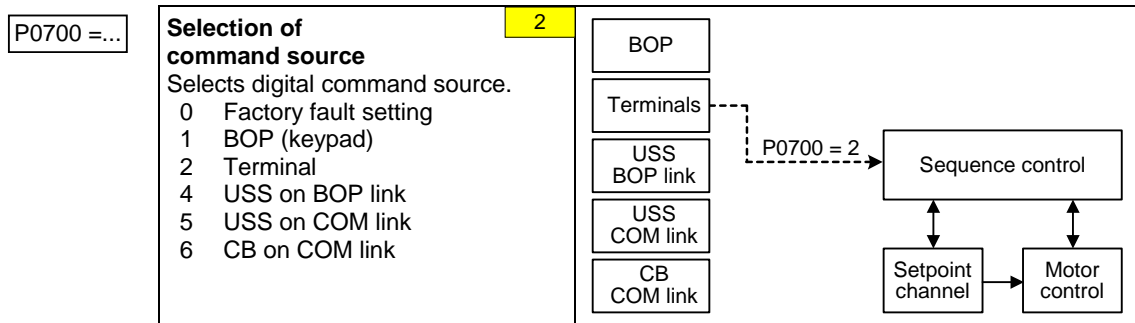 P0700 =...
Selection of
command source
2
Selects digital command source.
0 Factory fault setting
1 BOP (keypad)
2 Terminal
4 USS on BOP link
5 USS on COM link
6 CB on COM link
BOP
Terminals
USS
BOP link
USS
COM link
CB
COM link
P0700 = 2
Sequence control
Setpoint
channel
Motor
control